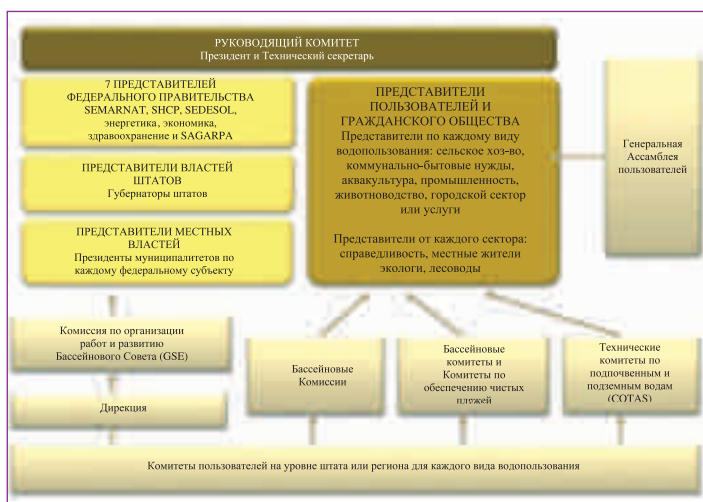 РУКОВОДЯЩИЙ КОМИТЕТ
Президент и Технический секретарь
7 ПРЕДСТАВИТЕЛЕЙ
ФЕДЕРАЛЬНОГО ПРАВИТЕЛЬСТВА
SEMARNAT, SHCP, SEDESOL,
энергетика, экономика,
здравоохранение и SAGARPA
ПРЕДСТАВИТЕЛИ ВЛАСТЕЙ
ШТАТОВ
Губернаторы штатов
ПРЕДСТАВИТЕЛИ МЕСТНЫХ
ВЛАСТЕЙ
Президенты муниципалитетов по
каждому федеральному субъекту
ПРЕДСТАВИТЕЛИ
ПОЛЬЗОВАТЕЛЕЙ И
ГРАЖДАНСКОГО ОБЩЕСТВА
Представители по каждому виду
водопользования: сельское хоз-во,
коммунально-бытовые нужды,
аквакультура, промышленность,
животноводство, городской сектор
или услуги
Представители от каждого сектора:
справедливость, местные жители
экологи, лесоводы
Генеральная
Ассамблея
пользователей
Комиссия по организации
работ и развитию
Бассейнового Совета (GSE)
Дирекция
Бассейновые
Комиссии
Бассейновые
комитеты и
Комитеты по
обеспечению чистых
пляжей
Технические
комитеты по
подпочвенным и
подземным водам
(COTAS)
Комитеты пользователей на уровне штата или региона для каждого вида водопользования